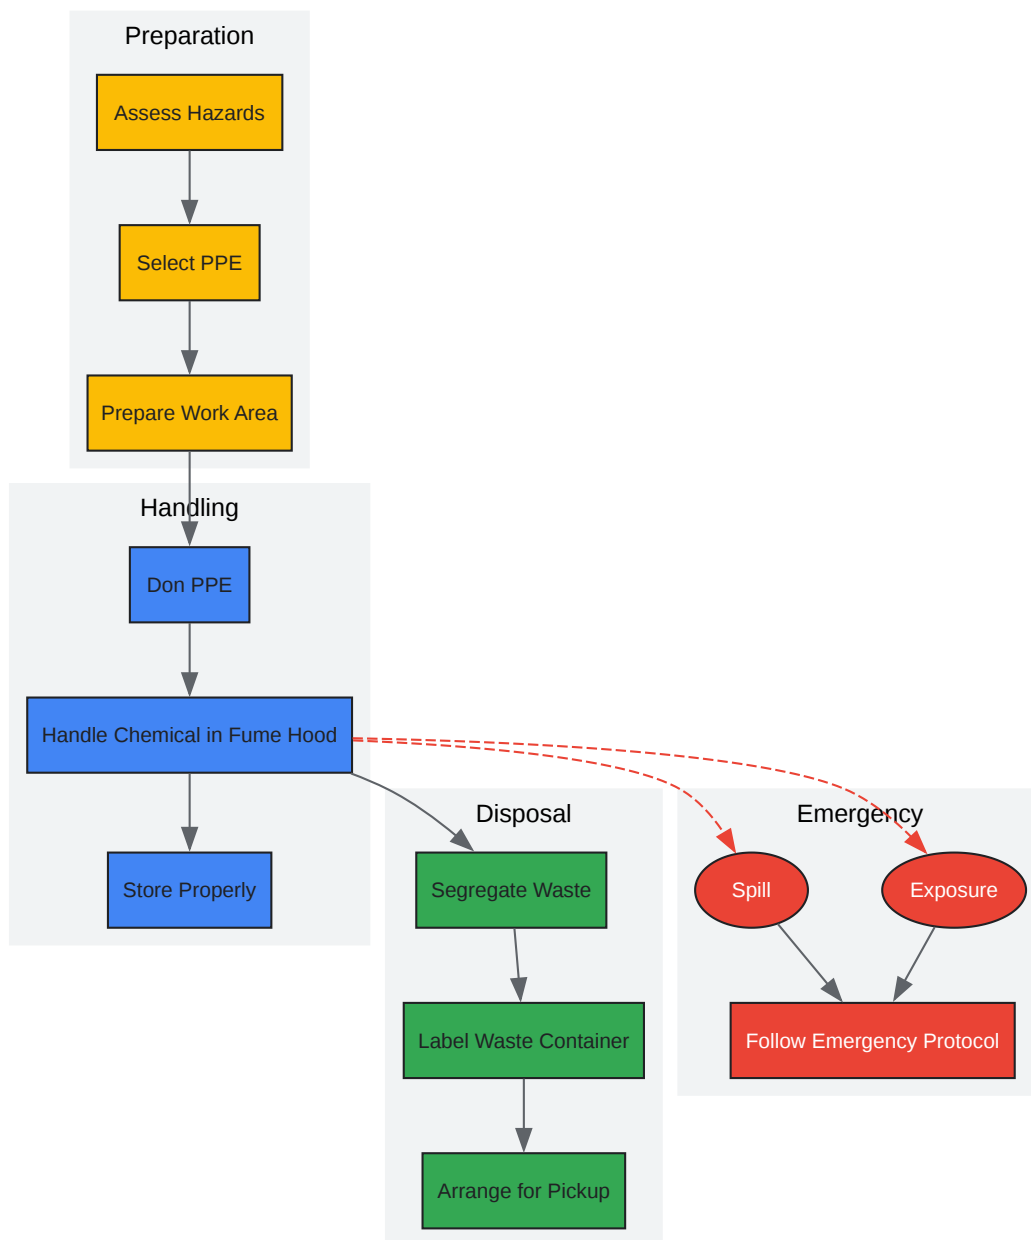 Preparation
Assess Hazards
Select PPE
Prepare Work Area
Handling
Don PPE
Handle Chemical in Fume Hood
Store Properly
Disposal
Segregate Waste
Label Waste Container
Arrange for Pickup
Emergency
Spill
Exposure
Follow Emergency Protocol